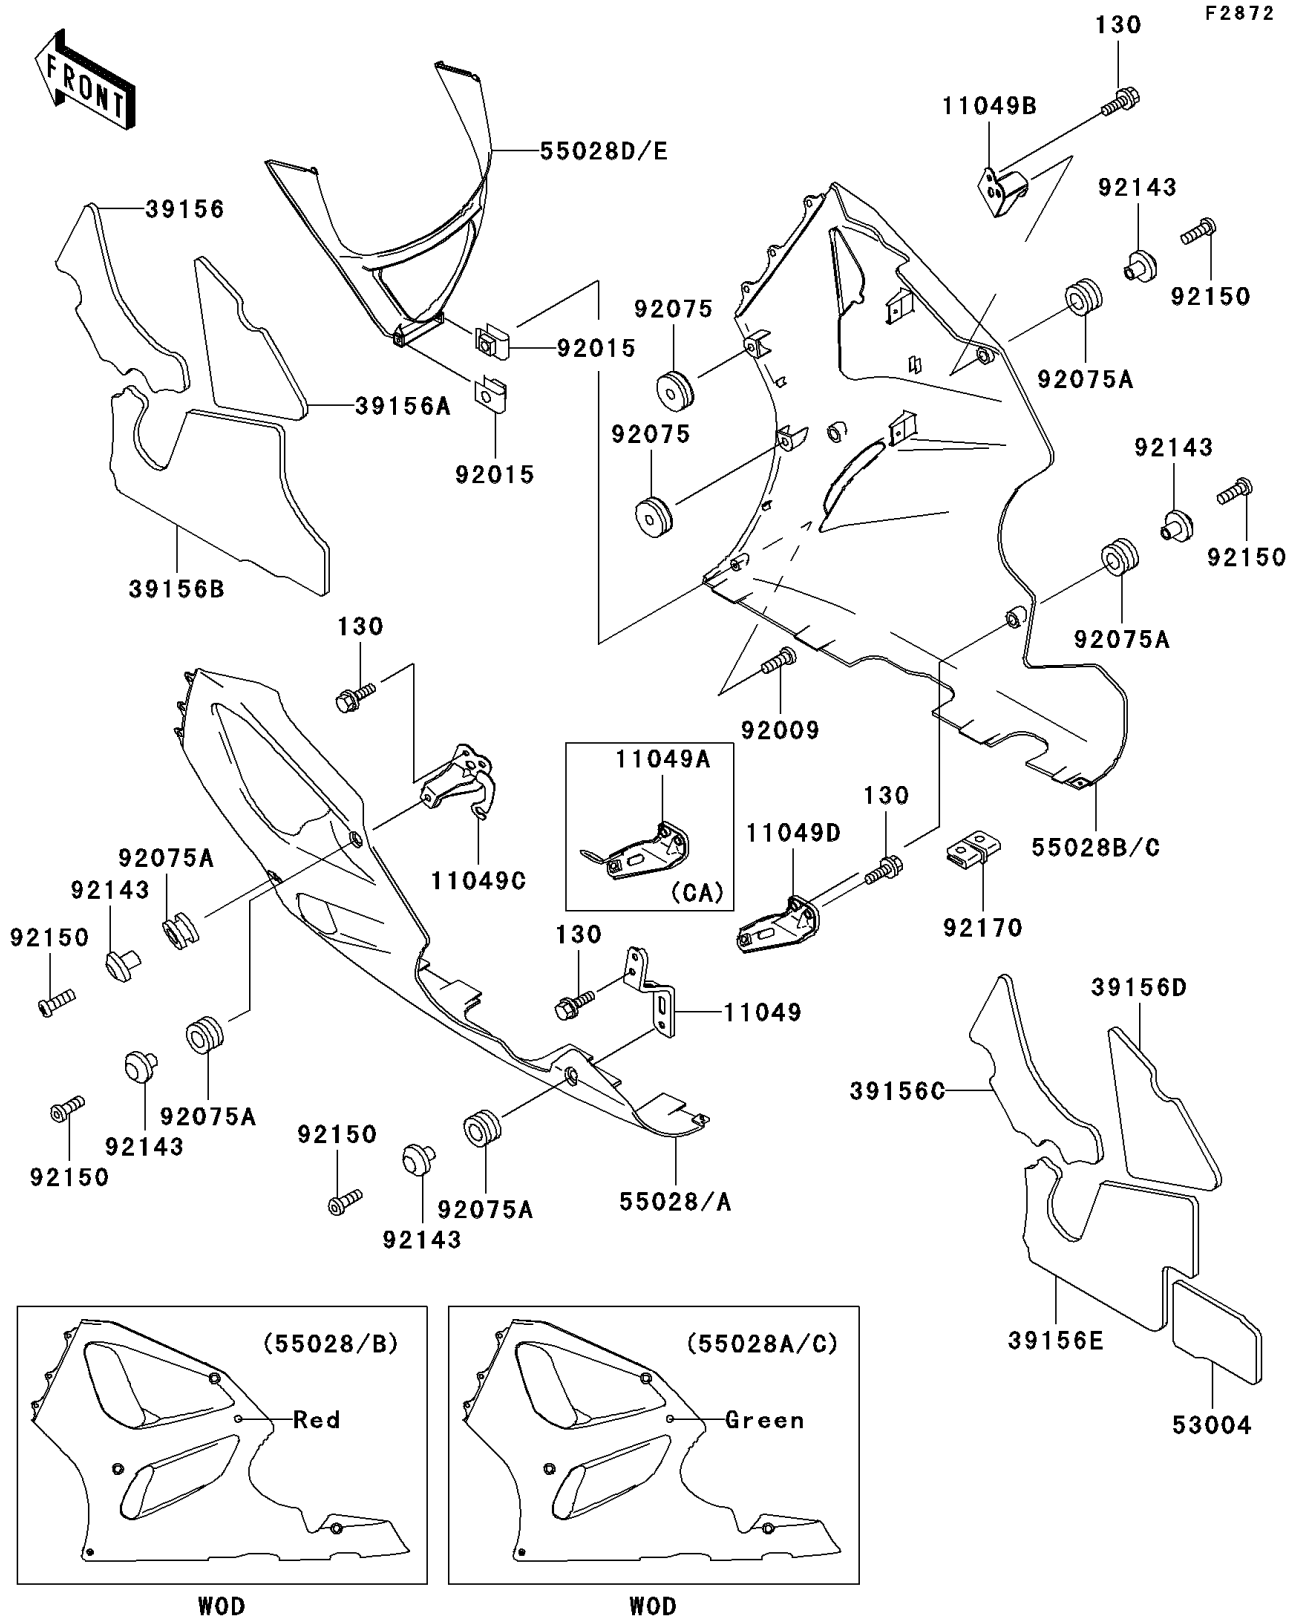 F2872
130
FRONT
11049B
55028D/E
92143
39156
92150
92075
92015
92075A
39156A
92075
92143
92015
92150
39156B
130
92075A
92009
11049A
130
11049D
55028B/C
92075A
92143
11049C
(CA)
92150
130
92170
39156D
11049
39156C
92075A
92150
92143
92150
55028/A
92075A
92143
(55028/B)
(55028A/C)
39156E
Red
Green
53004
WOD
WOD